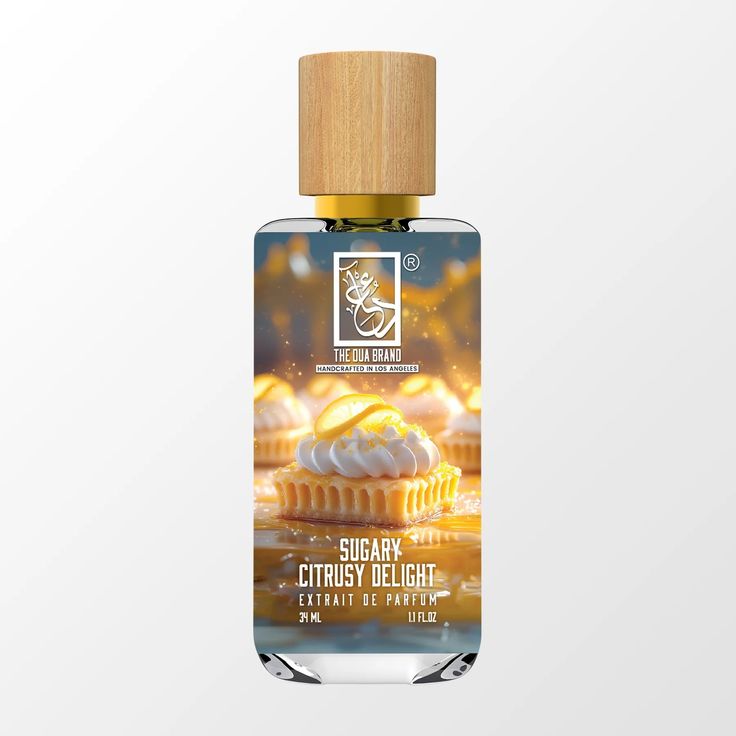 ®
THE DUA BRAND
HANDCRAFTED IN LOS ANGELES
SUGARY
CITRUSY DELIGHT
EXTRAIT DE PARFUM
34 ML 1.1 FL.OZ